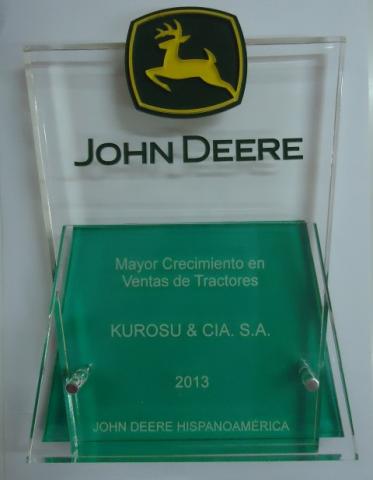 JOHN DEERE
Mayor Crecimiento en
Ventas de Tractores
KUROSU & CIA. S.A.
2013
JOHN DEERE HISPANOAMÉRICA